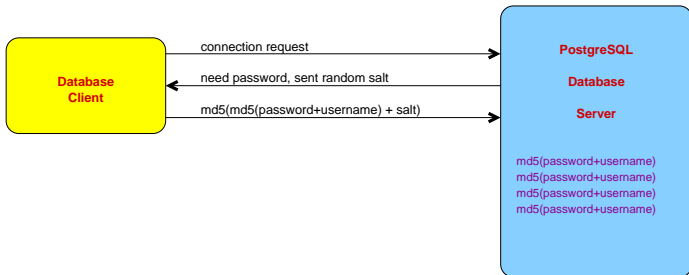 Database
Client
connection request
need password, sent random salt
md5(md5(password+username) + salt)
PostgreSQL
Database
Server
md5(password+username)
md5(password+username)
md5(password+username)
md5(password+username)